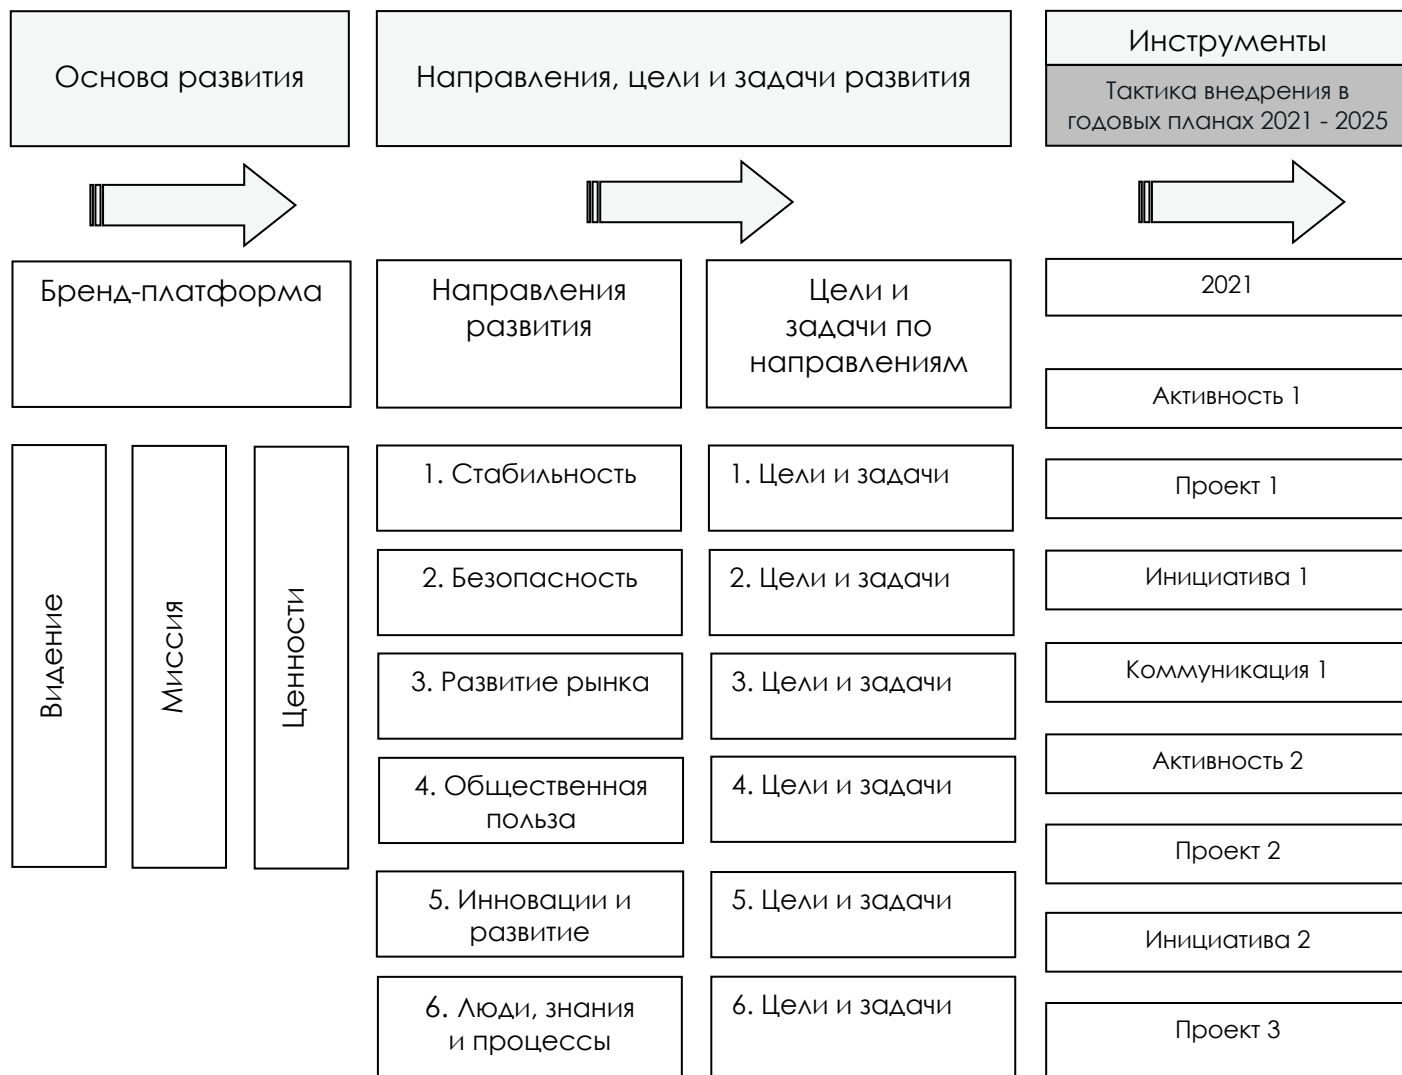 Основа развития
Направления, цели и задачи развития
Инструменты
Тактика внедрения в
годовых планах 2021 - 2025
Бренд-платформа
Направления
развития
Цели и
задачи по
направлениям
2021
Видение
Миссия
Ценности
1. Стабильность
1. Цели и задачи
2. Безопасность
2. Цели и задачи
3. Развитие рынка
3. Цели и задачи
4. Общественная
польза
4. Цели и задачи
5. Инновации и
развитие
5. Цели и задачи
6. Люди, знания
и процессы
6. Цели и задачи
Активность 1
Проект 1
Инициатива 1
Коммуникация 1
Активность 2
Проект 2
Инициатива 2
Проект 3